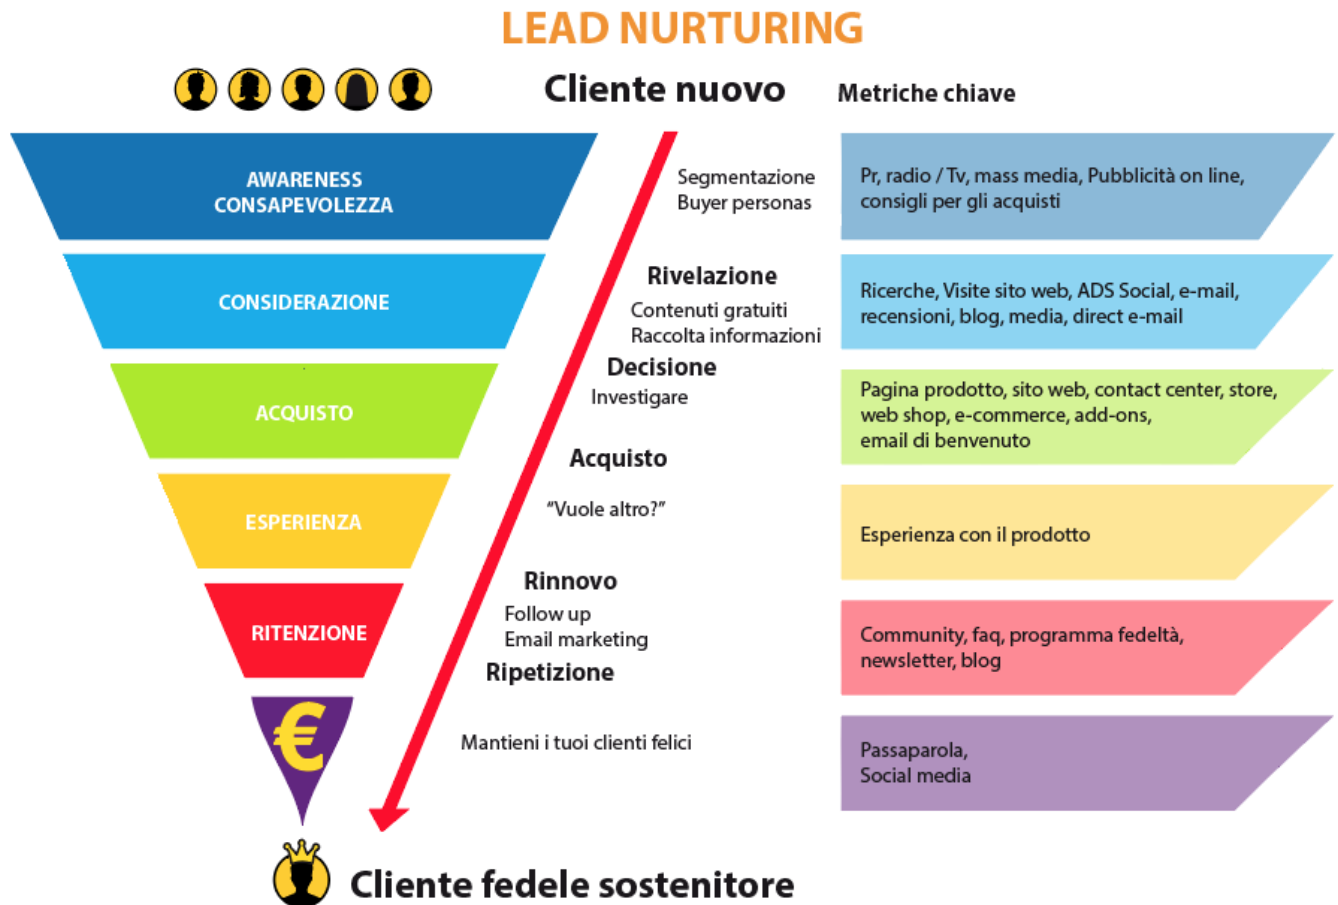 LEAD NURTURING
Cliente nuovo
Metriche chiave
AWARENESS
CONSAPEVOLEZZA
Segmentazione
Buyer personas
Pr, radio / Tv, mass media, Pubblicità on line,
consigli per gli acquisti
CONSIDERAZIONE
Rivelazione
Contenuti gratuiti
Raccolta informazioni
Ricerche, Visite sito web, ADS Social, e-mail,
recensioni, blog, media, direct e-mail
Decisione
Investigare
ACQUISTO
Pagina prodotto, sito web, contact center, store,
web shop, e-commerce, add-ons,
email di benvenuto
Acquisto
"Vuole altro?"
ESPERIENZA
Esperienza con il prodotto
Rinnovo
Follow up
Email marketing
RITENZIONE
Community, faq, programma fedeltà,
newsletter, blog
Ripetizione
€
Mantieni i tuoi clienti felici
Passaparola,
Social media
Cliente fedele sostenitore